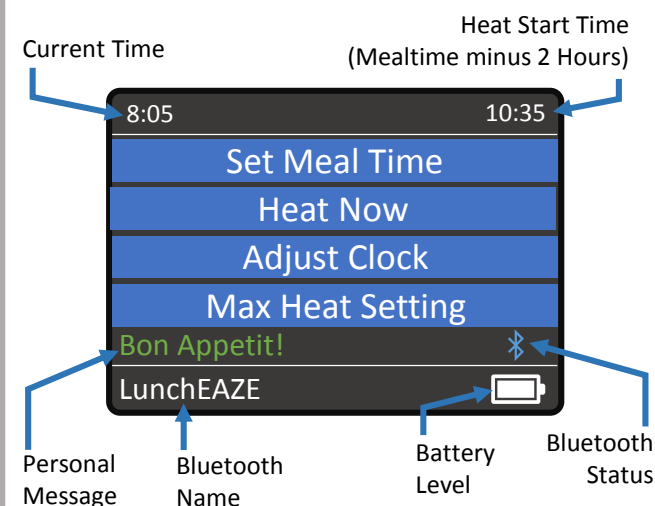 Heat Start Time
(Mealtime minus 2 Hours)
Current Time
8:05 10:35
Set Meal Time
Heat Now
Adjust Clock
Max Heat Setting
Bon Appetit!
LunchEAZE
Personal
Message
Bluetooth
Name
Battery
Level
Bluetooth
Status